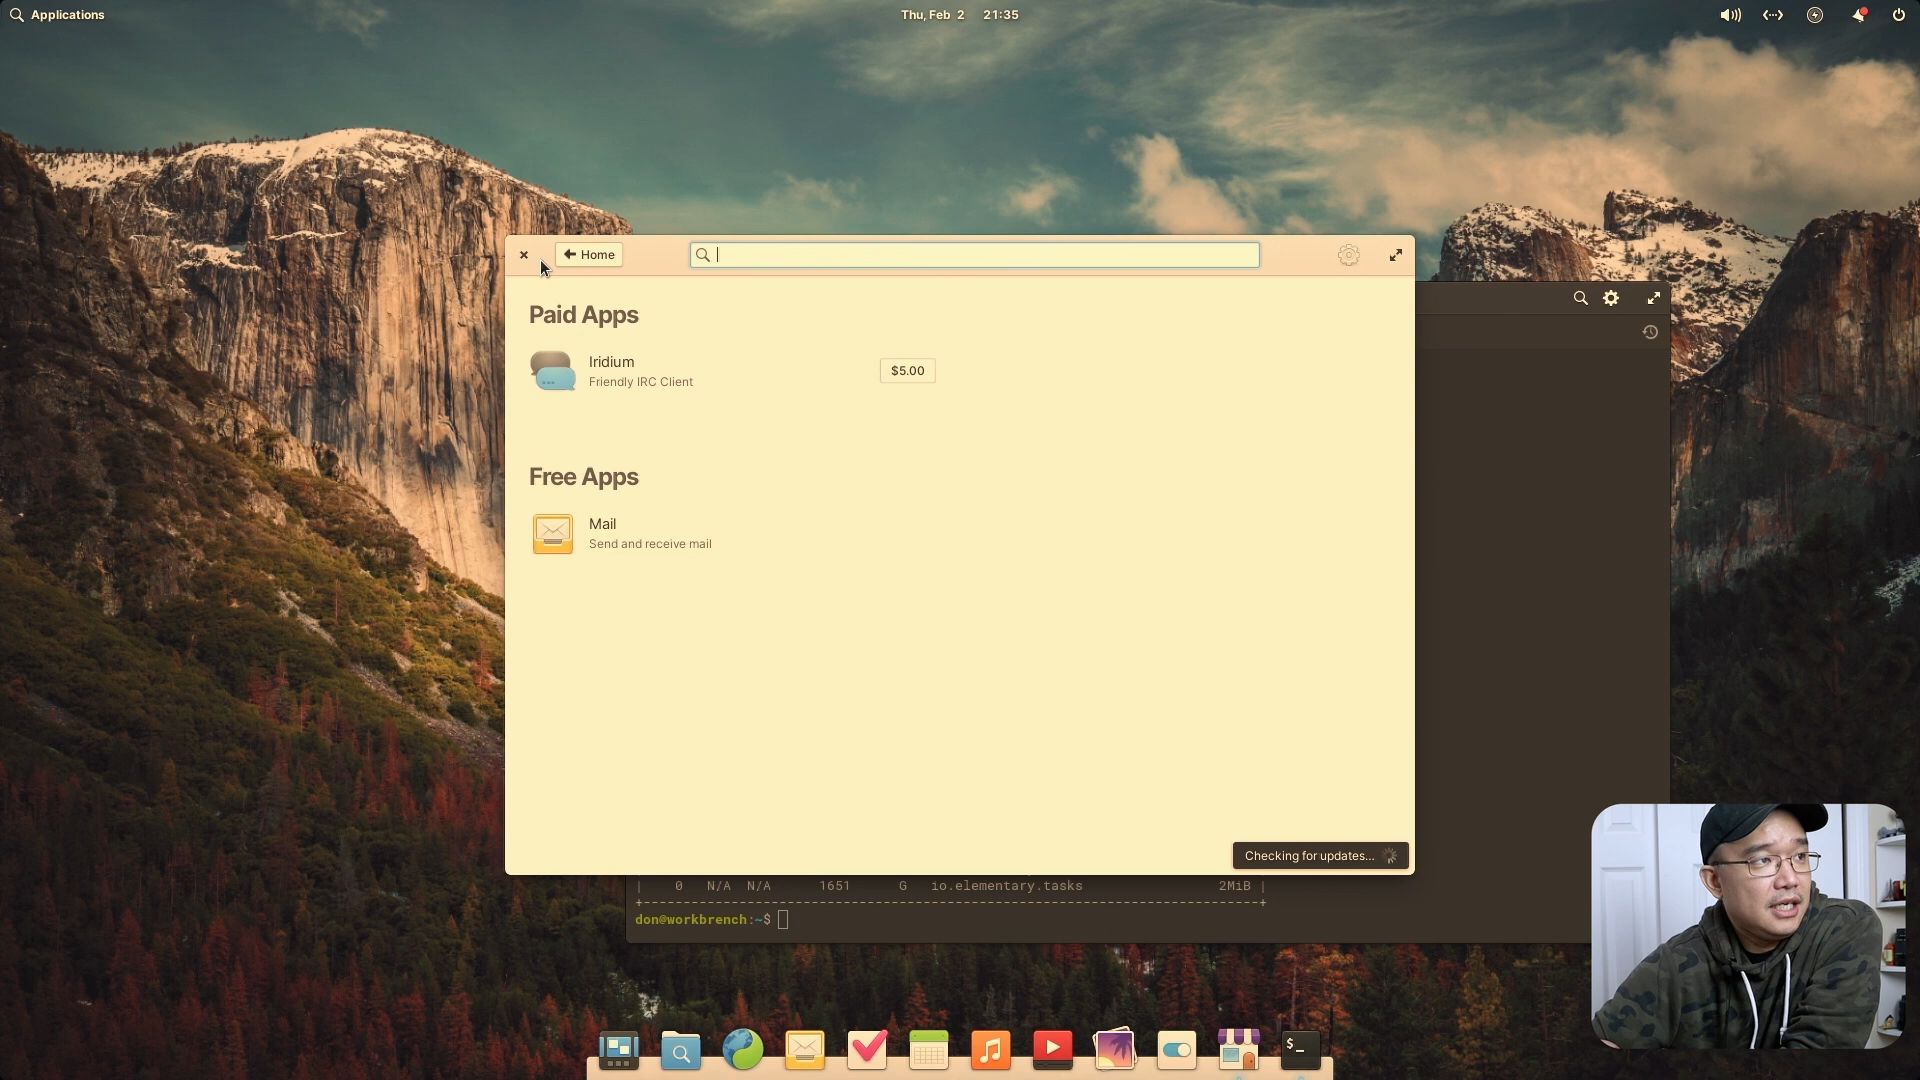 Applications
Thu, Feb 2 21:35
Home
Paid Apps
Iridium
Friendly IRC Client
$5.00
Free Apps
Mail
Send and receive mail
Checking for updates...
| 0 N/A N/A 1651 G io.elementary.tasks 2MiB |
+-----------------------------------------------------------------------------+
don@workbrench:~$
$_